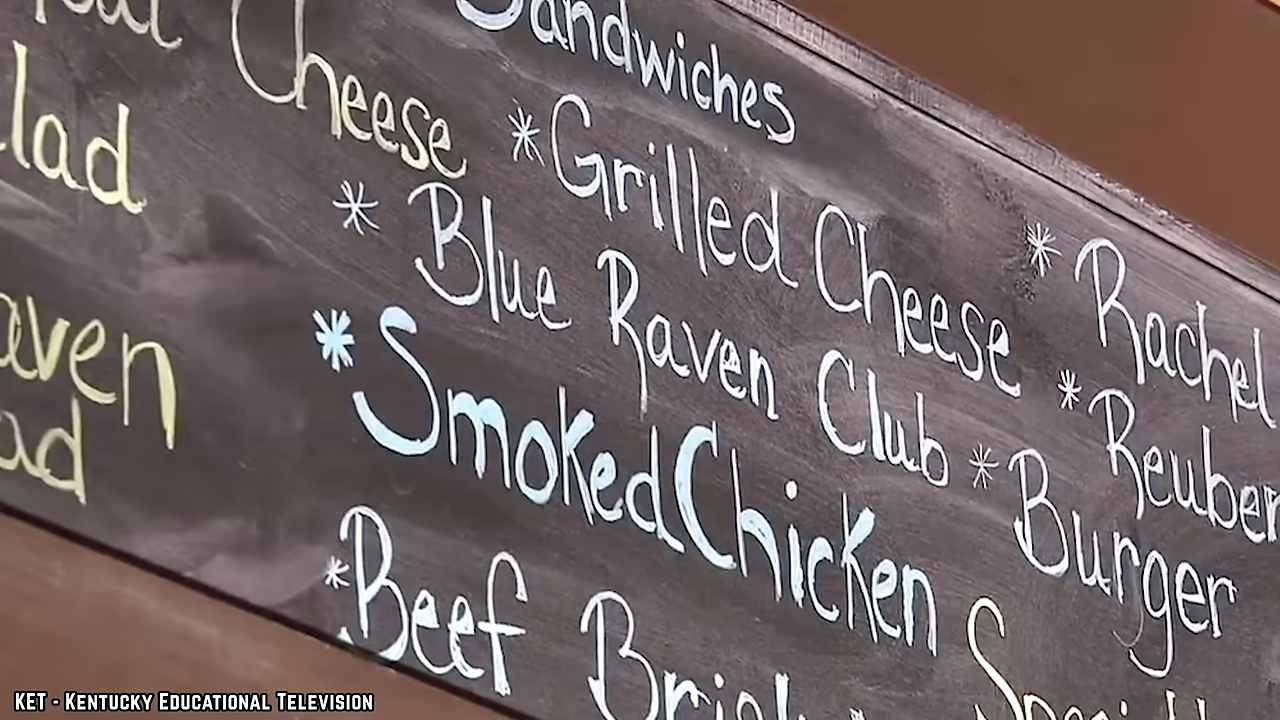 Cheese
lad
aven
ad
Sandwiches
*Grilled Cheese
* Blue Raven Club
*Smoked Chicken
*Beef
* Rachel
* Reuben
* Burger
KET - Kentucky Educational Television